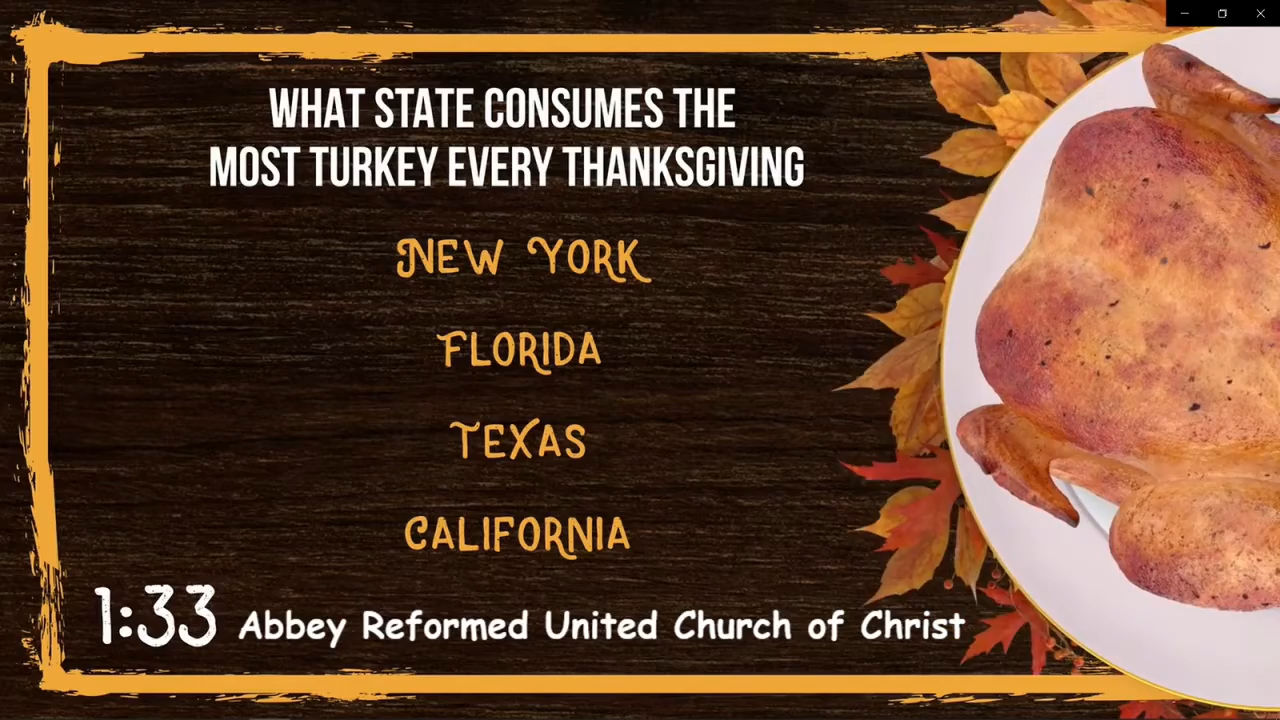 WHAT STATE CONSUMES THE
MOST TURKEY EVERY THANKSGIVING
NEW YORK
FLORIDA
TEXAS
CALIFORNIA
1:33 Abbey Reformed United Church of Christ